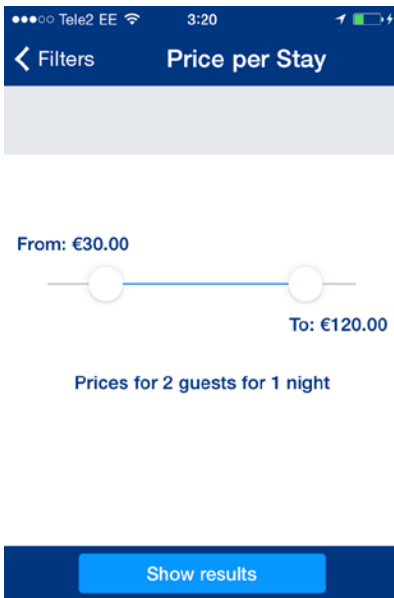 Tele2 EE 3:20
Filters Price per Stay
From: €30.00
To: €120.00
Prices for 2 guests for 1 night
Show results